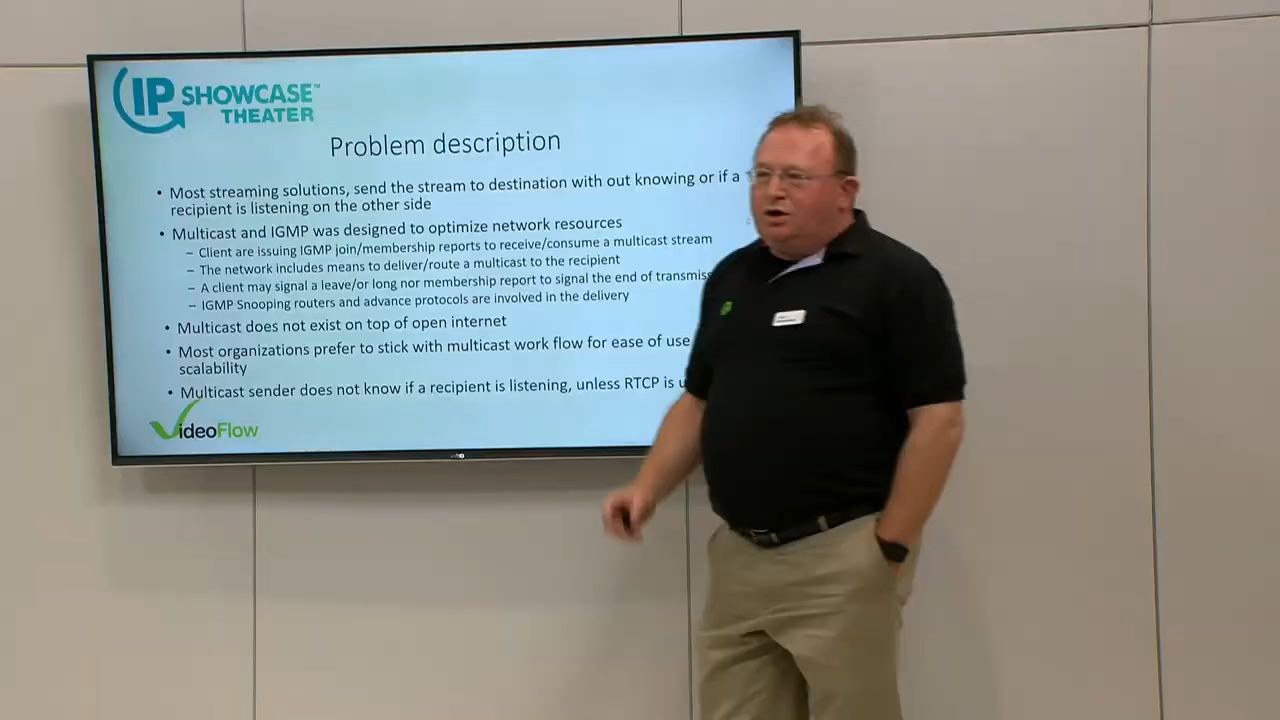 IP SHOWCASE™
THEATER
Problem description
• Most streaming solutions, send the stream to destination with out knowing or if a
recipient is listening on the other side
• Multicast and IGMP was designed to optimize network resources
– Client are issuing IGMP join/membership reports to receive/consume a multicast stream
– The network includes means to deliver/route a multicast to the recipient
– A client may signal a leave/or long nor membership report to signal the end of transmiss
– IGMP Snooping routers and advance protocols are involved in the delivery
• Multicast does not exist on top of open internet
• Most organizations prefer to stick with multicast work flow for ease of use
scalability
• Multicast sender does not know if a recipient is listening, unless RTCP is u
VideoFlow